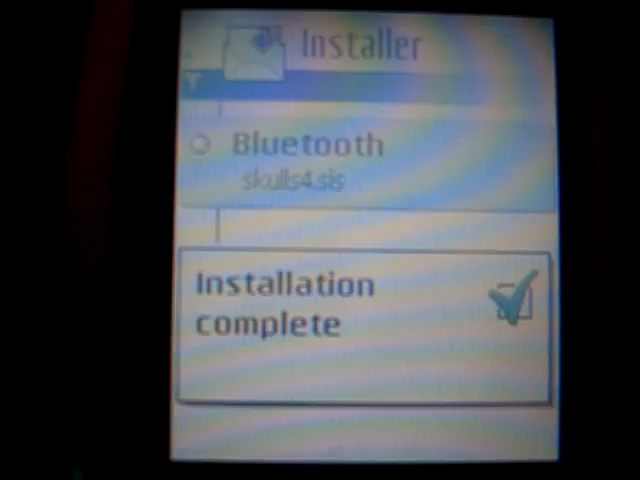 Installer
Bluetooth
skulls4.sis
Installation
complete